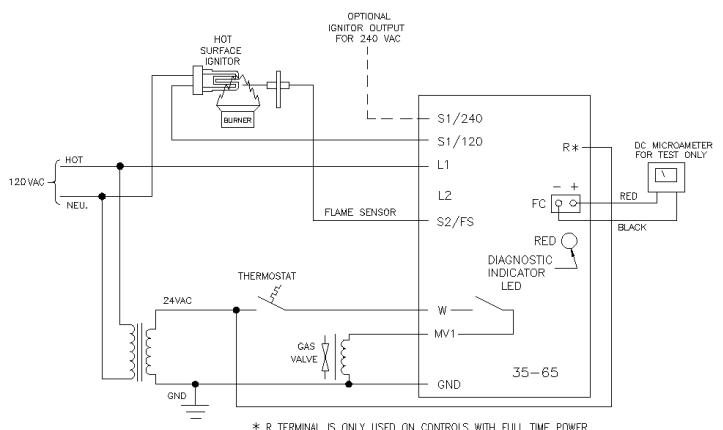 OPTIONAL
IGNITOR OUTPUT
FOR 240 VAC
HOT
SURFACE
IGNITOR
BURNER
S1/240
S1/120
R*
DC MICROAMETER
FOR TEST ONLY
HOT
L1
120VAC
L2
- +
FC
RED
NEU.
FLAME SENSOR
S2/FS
BLACK
RED
DIAGNOSTIC
INDICATOR
LED
THERMOSTAT
24VAC
W
MV1
GAS
VALVE
35-65
GND
GND
* R TERMINAL IS ONLY USED ON CONTROLS WITH FULL TIME POWER